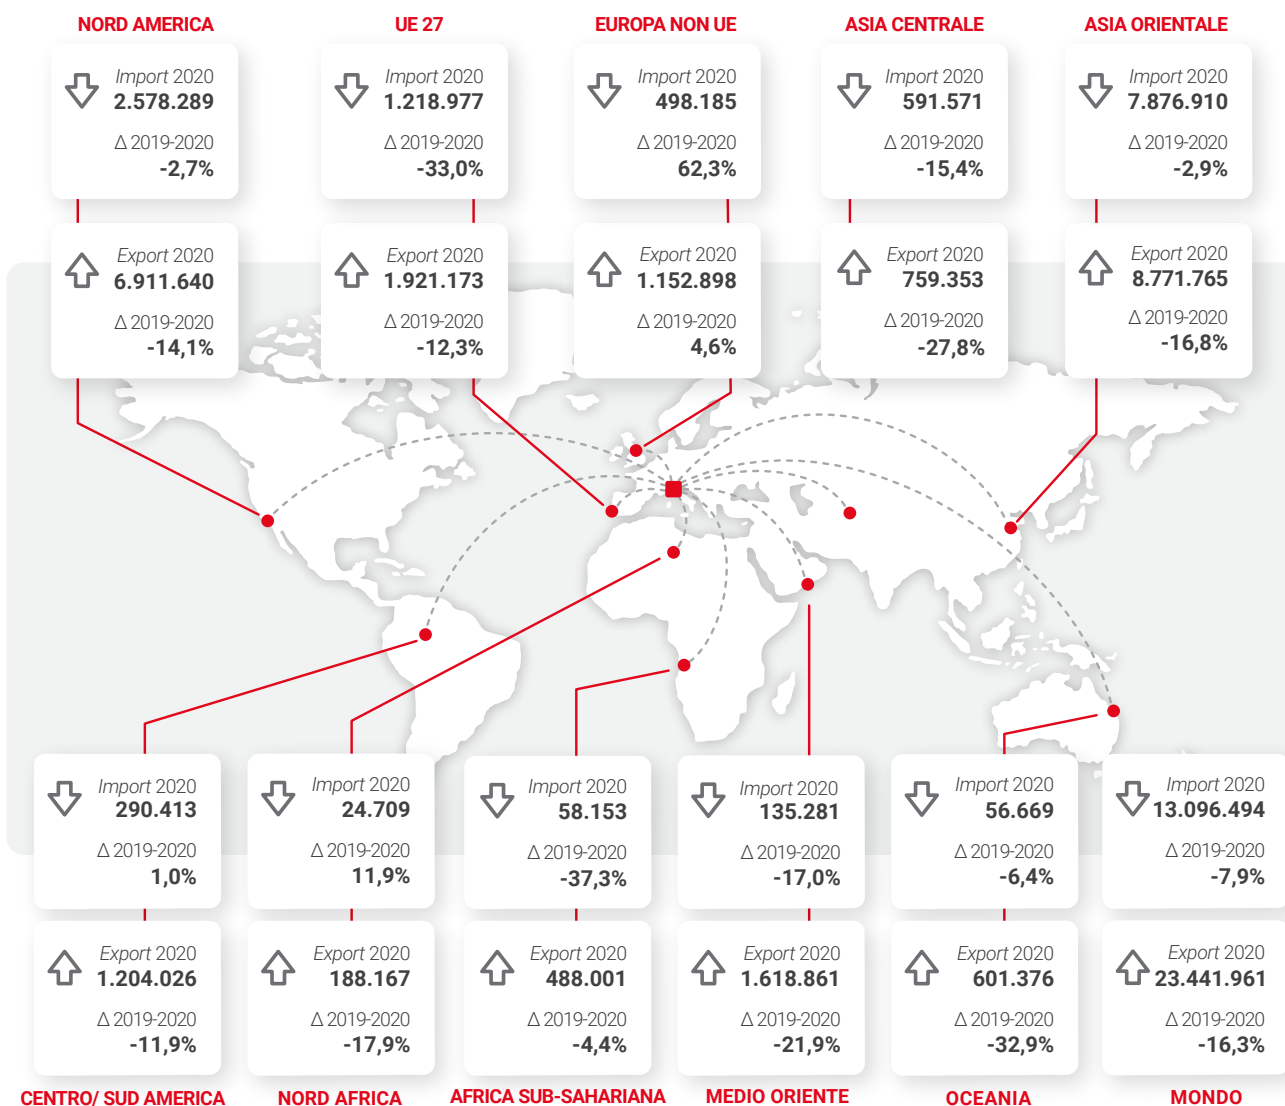 NORD AMERICA
Import 2020
2.578.289
Δ 2019-2020
-2,7%
Export 2020
6.911.640
Δ 2019-2020
-14,1%
UE 27
Import 2020
1.218.977
Δ 2019-2020
-33,0%
Export 2020
1.921.173
Δ 2019-2020
-12,3%
EUROPA NON UE
Import 2020
498.185
Δ 2019-2020
62,3%
Export 2020
1.152.898
Δ 2019-2020
4,6%
ASIA CENTRALE
Import 2020
591.571
Δ 2019-2020
-15,4%
Export 2020
759.353
Δ 2019-2020
-27,8%
ASIA ORIENTALE
Import 2020
7.876.910
Δ 2019-2020
-2,9%
Export 2020
8.771.765
Δ 2019-2020
-16,8%
Import 2020
290.413
Δ 2019-2020
1,0%
Export 2020
1.204.026
Δ 2019-2020
-11,9%
CENTRO/ SUD AMERICA
Import 2020
24.709
Δ 2019-2020
11,9%
Export 2020
188.167
Δ 2019-2020
-17,9%
NORD AFRICA
Import 2020
58.153
Δ 2019-2020
-37,3%
Export 2020
488.001
Δ 2019-2020
-4,4%
AFRICA SUB-SAHARIANA
Import 2020
135.281
Δ 2019-2020
-17,0%
Export 2020
1.618.861
Δ 2019-2020
-21,9%
MEDIO ORIENTE
Import 2020
56.669
Δ 2019-2020
-6,4%
Export 2020
601.376
Δ 2019-2020
-32,9%
OCEANIA
Import 2020
13.096.494
Δ 2019-2020
-7,9%
Export 2020
23.441.961
Δ 2019-2020
-16,3%
MONDO